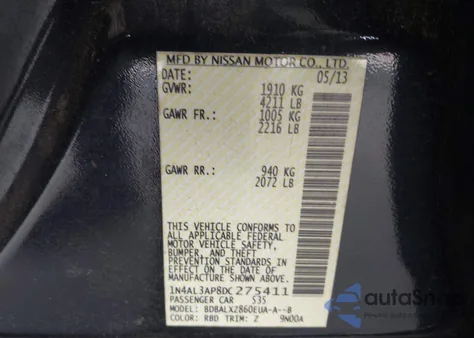 MFD BY NISSAN MOTOR CO., LTD.
DATE: 05/13
GVWR: 1910 KG
4211 LB
GAWR FR.: 1005 KG
2216 LB
GAWR RR.: 940 KG
2072 LB
THIS VEHICLE CONFORMS TO
ALL APPLICABLE FEDERAL
MOTOR VEHICLE SAFETY,
BUMPER, AND THEFT
PREVENTION STANDARDS IN
EFFECT ON THE DATE OF
MANUFACTURE SHOWN ABOVE.
1N4AL3AP8DC275411
PASSENGER CAR S35
MODEL: BDBALXZ860EUA-A--B
COLOR: RBD TRIM: Z 9N00A
autaSnap